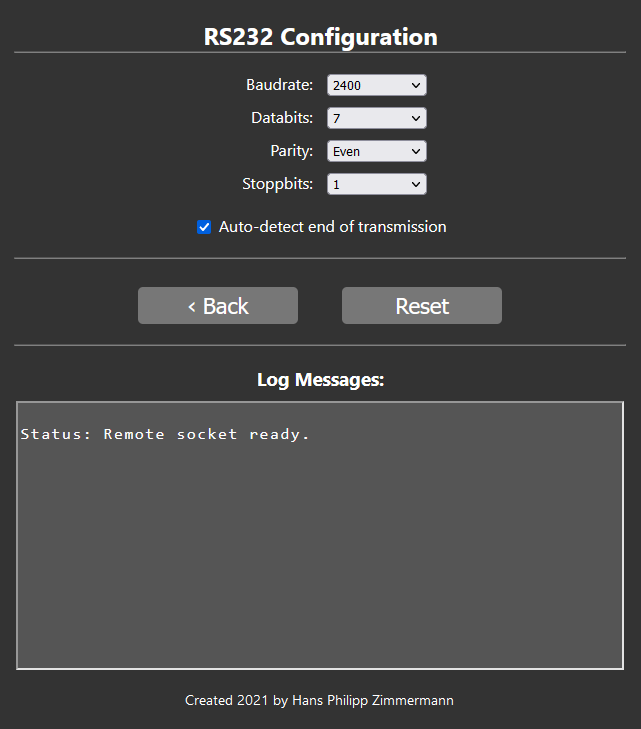 RS232 Configuration
Baudrate: 2400
Databits: 7
Parity: Even
Stoppbits: 1
Auto-detect end of transmission
‹ Back Reset
Log Messages:
Status: Remote socket ready.
Created 2021 by Hans Philipp Zimmermann